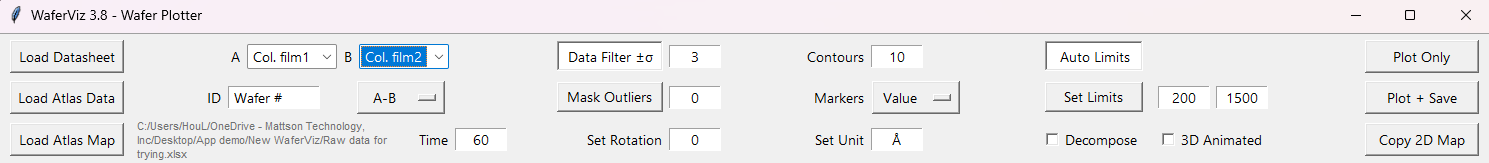 WaferViz 3.8 - Wafer Plotter
Load Datasheet A Col. film1 B Col. film2 Data Filter ±σ 3 Contours 10 Auto Limits Plot Only
Load Atlas Data ID Wafer # A-B Mask Outliers 0 Markers Value Set Limits 200 1500 Plot + Save
Load Atlas Map C:/Users/HouL/OneDrive - Mattson Technology,
Inc/Desktop/App demo/New WaferViz/Raw data for
trying.xlsx
Time 60 Set Rotation 0 Set Unit Å Decompose 3D Animated Copy 2D Map